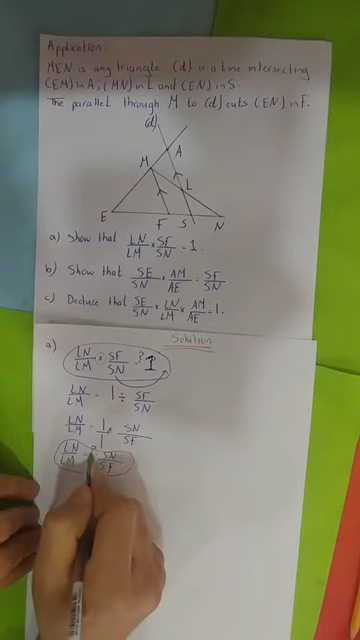 Application:
MEN is any triangle (d) is a Line intersecting
(EM) in A, (MN) in L and (EN) in S.
The parallel through M to (d) cuts (EN) in F.
(d)
A
M
L
E F S N
a) Show that LN/LM × SF/SN = 1.
b) Show that SE/SN × AM/AE = SF/SN
c) Deduce that SE/SN × LN/LM × AM/AE = 1.
Solution
a)
LN/LM × SF/SN = 1
LN/LM = 1 ÷ SF/SN
LN/LM = 1/1 × SN/SF
LN/LM = SN/SF